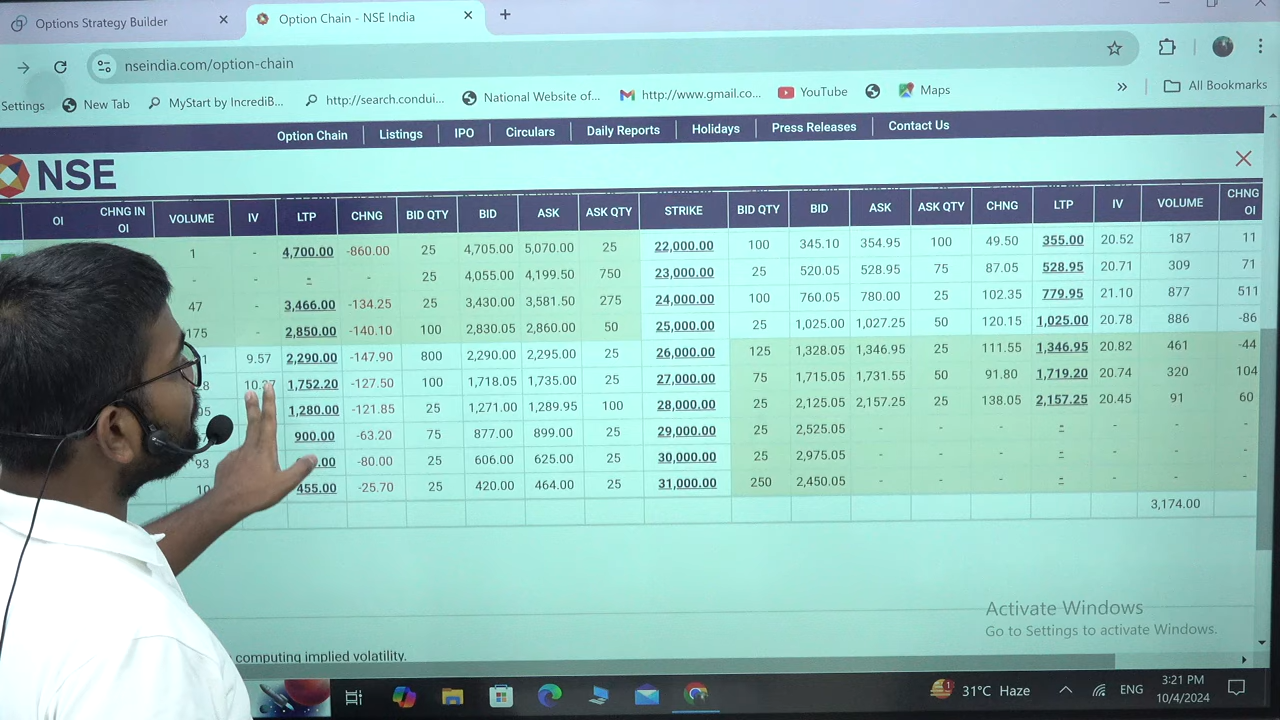 Options Strategy Builder
Option Chain - NSE India
nseindia.com/option-chain
Settings New Tab MyStart by IncrediB... http://search.condui... National Website of... http://www.gmail.co... YouTube Maps » All Bookmarks
Option Chain Listings IPO Circulars Daily Reports Holidays Press Releases Contact Us
NSE
OI CHNG IN OI VOLUME IV LTP CHNG BID QTY BID ASK ASK QTY STRIKE BID QTY BID ASK ASK QTY CHNG LTP IV VOLUME CHNG OI
1 - 4,700.00 -860.00 25 4,705.00 5,070.00 25 22,000.00 100 345.10 354.95 100 49.50 355.00 20.52 187 11
- - - - 25 4,055.00 4,199.50 750 23,000.00 25 520.05 528.95 75 87.05 528.95 20.71 309 71
47 - 3,466.00 -134.25 25 3,430.00 3,581.50 275 24,000.00 100 760.05 780.00 25 102.35 779.95 21.10 877 511
175 - 2,850.00 -140.10 100 2,830.05 2,860.00 50 25,000.00 25 1,025.00 1,027.25 50 120.15 1,025.00 20.78 886 -86
9.57 2,290.00 -147.90 800 2,290.00 2,295.00 25 26,000.00 125 1,328.05 1,346.95 25 111.55 1,346.95 20.82 461 -44
1,752.20 -127.50 100 1,718.05 1,735.00 25 27,000.00 75 1,715.05 1,731.55 50 91.80 1,719.20 20.74 320 104
1,280.00 -121.85 25 1,271.00 1,289.95 100 28,000.00 25 2,125.05 2,157.25 25 138.05 2,157.25 20.45 91 60
900.00 -63.20 75 877.00 899.00 25 29,000.00 25 2,525.05 - - - - - - -
-80.00 25 606.00 625.00 25 30,000.00 25 2,975.05 - - - - - - -
455.00 -25.70 25 420.00 464.00 25 31,000.00 250 2,450.05 - - - - - - -
3,174.00
Activate Windows
Go to Settings to activate Windows.
computing implied volatility.
1 31°C Haze ENG 3:21 PM
10/4/2024